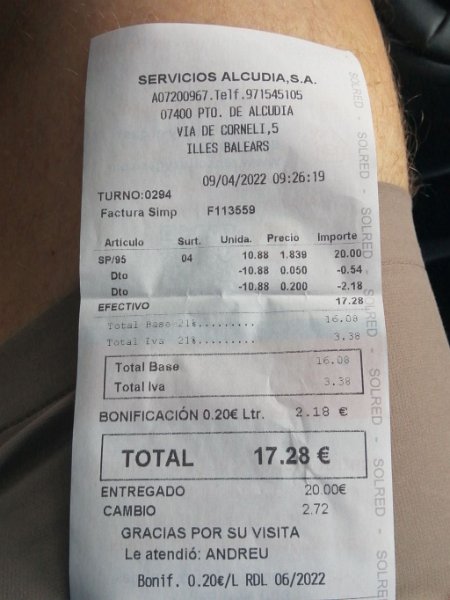 SERVICIOS ALCUDIA,S.A.
A07200967.Telf.971545105
07400 PTO. DE ALCUDIA
VIA DE CORNELI,5
ILLES BALEARS
09/04/2022 09:26:19
TURNO:0294
Factura Simp F113559
Articulo Surt. Unida. Precio Importe
SP/95 04 10.88 1.839 20.00
Dto -10.88 0.050 -0.54
Dto -10.88 0.200 -2.18
EFECTIVO 17.28
Total Base 21%.......... 16.08
Total Iva 21%.......... 3.38
Total Base 16.08
Total Iva 3.38
BONIFICACIÓN 0.20€ Ltr. 2.18 €
TOTAL 17.28 €
ENTREGADO 20.00€
CAMBIO 2.72
GRACIAS POR SU VISITA
Le atendió: ANDREU
Bonif. 0.20€/L RDL 06/2022
SOLRED - SOLRED - SOLRED - SOLRED - SOLRED - SOLRED